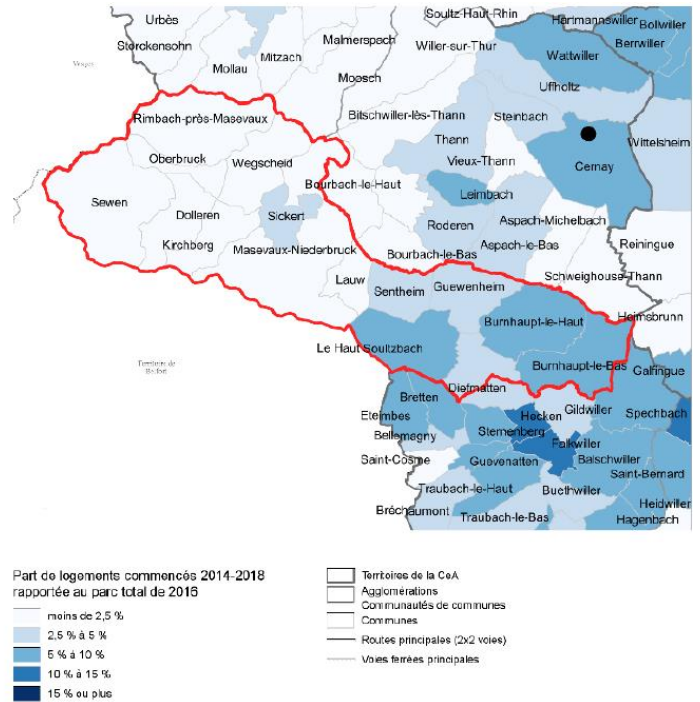 Urbès
Soultz Haut-Rhin
Hartmannswiller
Bollwiller
Storckensohn
Malmerspach
Willer-sur-Thur
Berrwiller
Mitzach
Wattwiller
Mollau
Vosges
Moosch
Uffholtz
Rimbach-près-Masevaux
Bitschwiller-lès-Thann
Steinbach
Thann
Wittelsheim
Oberbruck
Wegscheid
Vieux-Thann
Cernay
Bourbach-le-Haut
Leimbach
Sewen
Dolleren
Sickert
Roderen
Aspach-Michelbach
Kirchberg
Masevaux-Niederbruck
Bourbach-le-Bas
Aspach-le-Bas
Reiningue
Lauw
Schweighouse-Thann
Sentheim
Guewenheim
Heimsbrunn
Burnhaupt-le-Haut
Le Haut Soultzbach
Territoire de
Belfort
Burnhaupt-le-Bas
Galfingue
Diefmatten
Bretten
Hecken
Gildwiller
Spechbach
Eteimbes
Sternenberg
Bellemagny
Falkwiller
Saint-Cosme
Guevenatten
Balschwiller
Saint-Bernard
Traubach-le-Haut
Buethwiller
Heidwiller
Bréchaumont
Traubach-le-Bas
Hagenbach
Part de logements commencés 2014-2018
rapportée au parc total de 2016
moins de 2,5 %
2,5 % à 5 %
5 % à 10 %
10 % à 15 %
15 % ou plus
Territoires de la CeA
Agglomérations
Communautés de communes
Communes
Routes principales (2x2 voies)
Voies ferrées principales